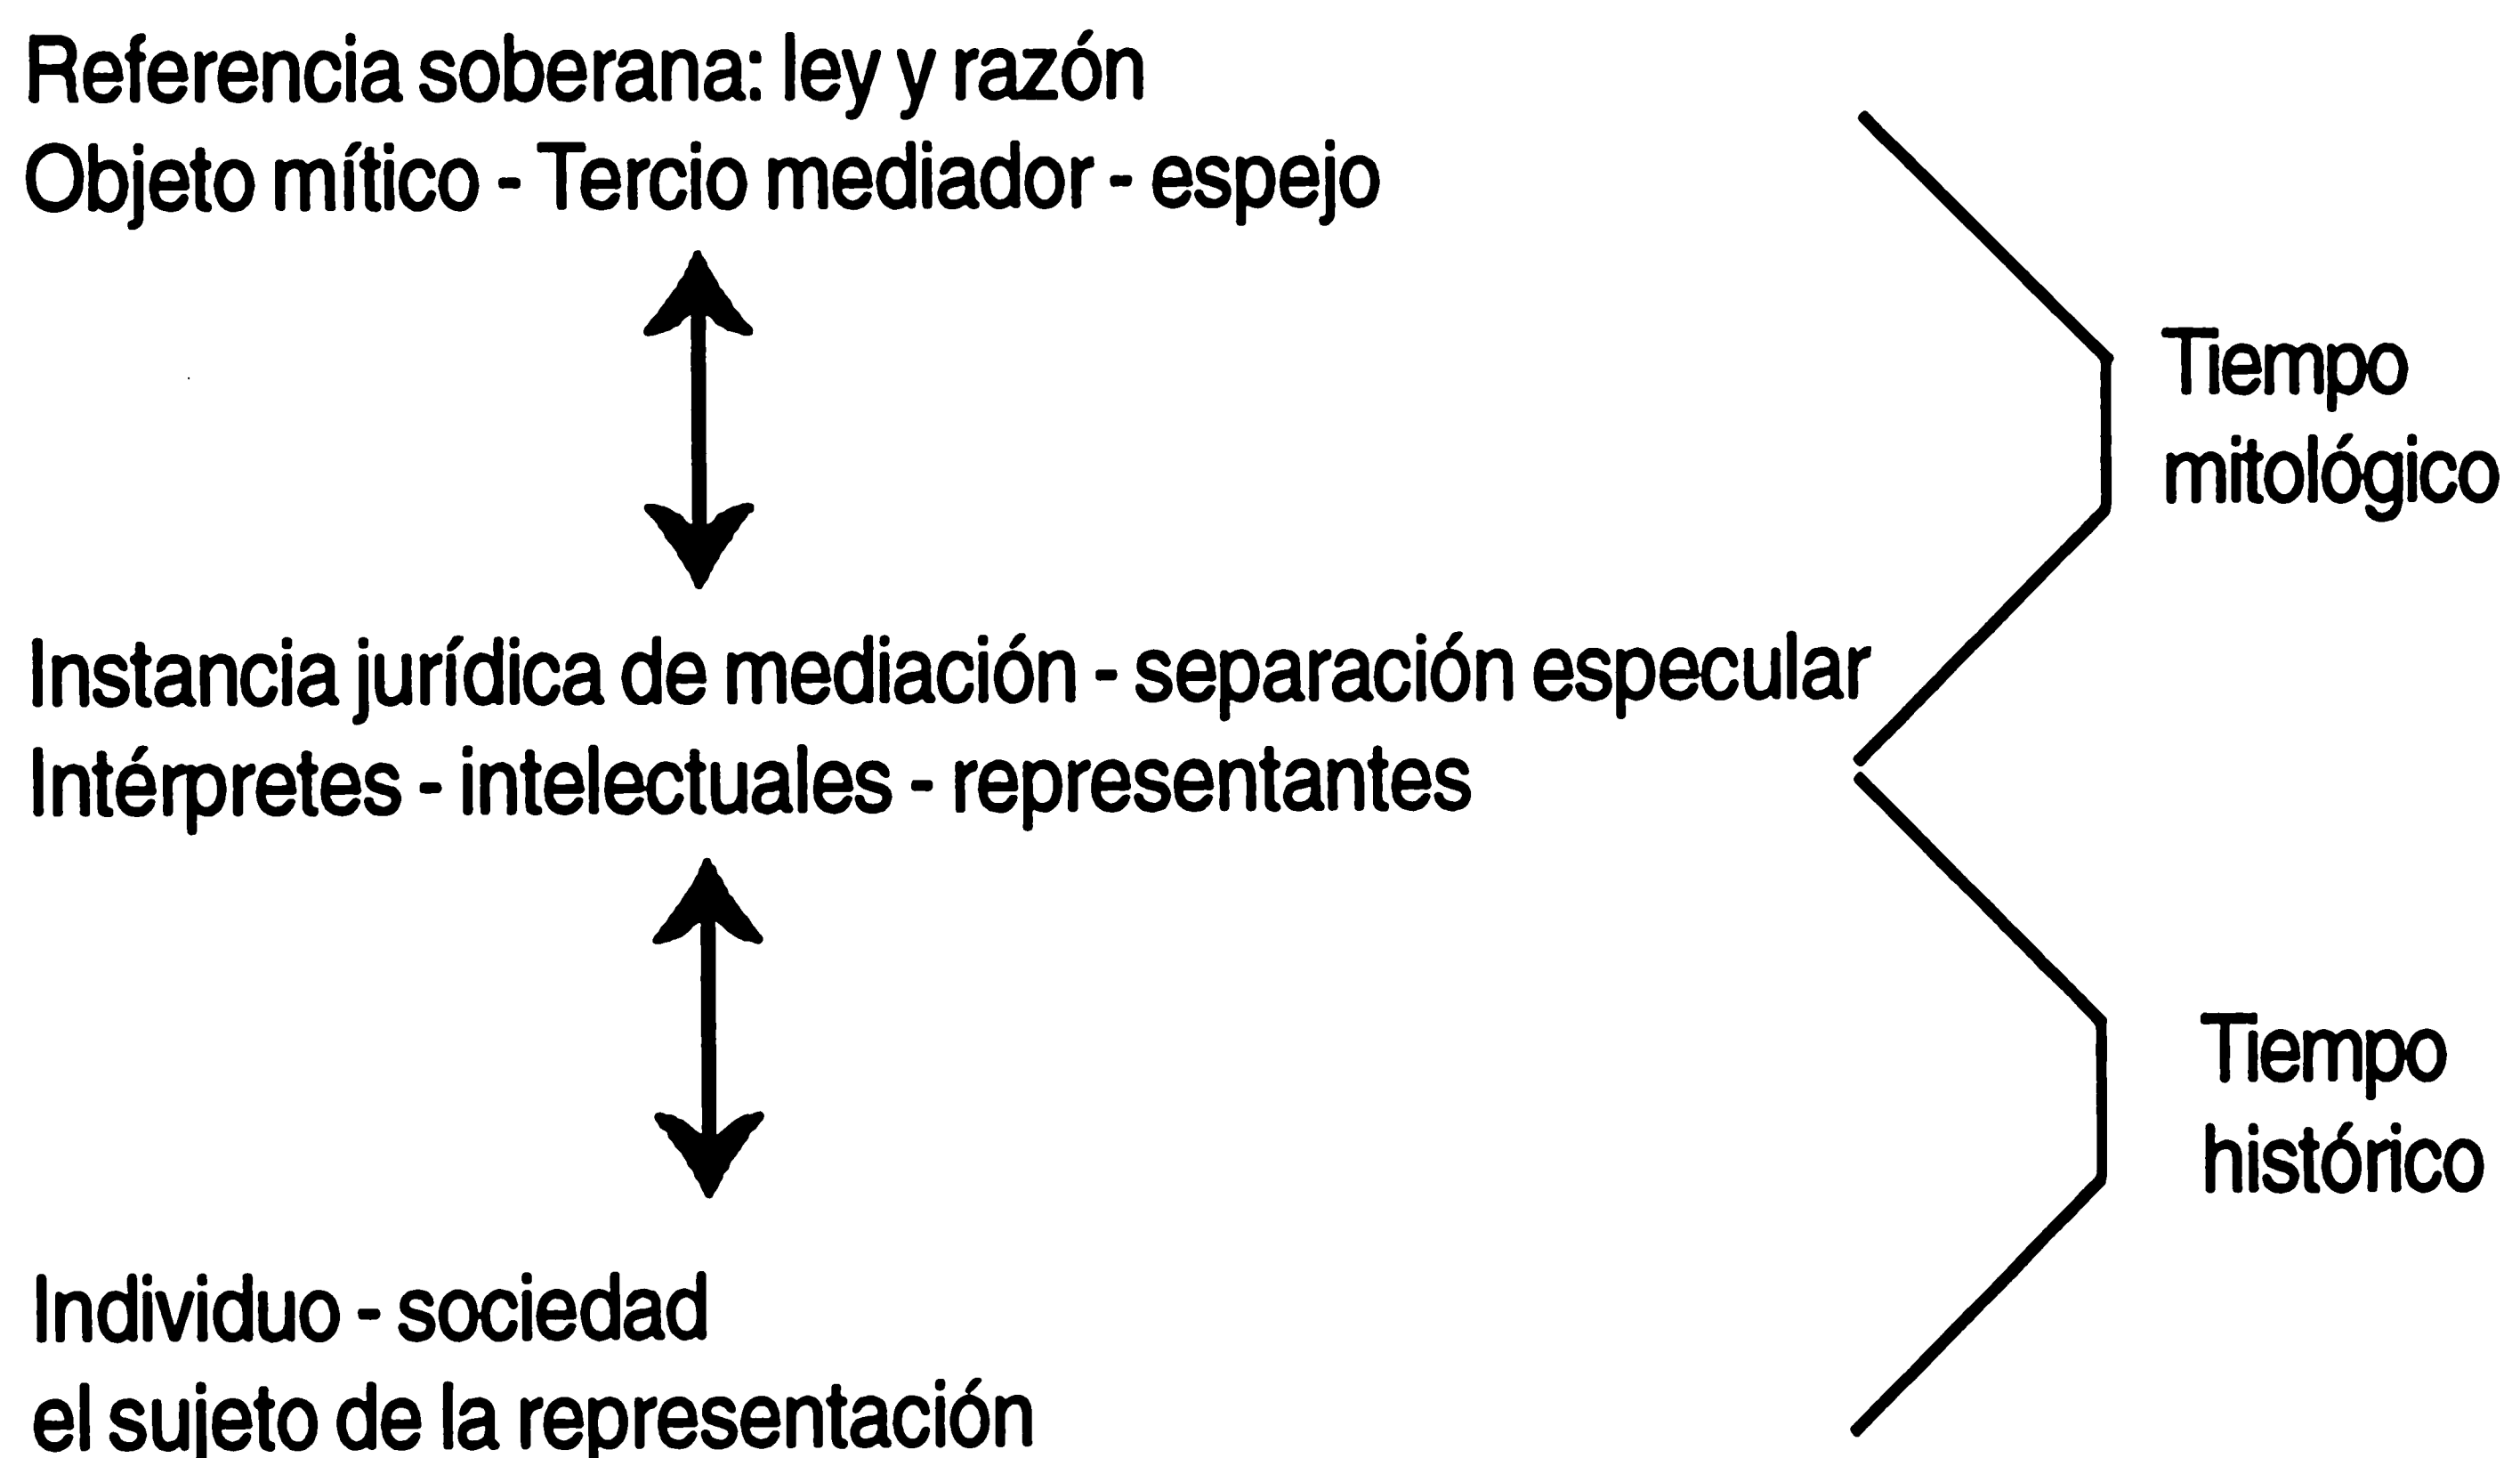 Referencia soberana: ley y razón
Objeto mítico - Tercio mediador - espejo
Tiempo
mitológico
Instancia jurídica de mediación - separación especular
Intérpretes - intelectuales - representantes
Tiempo
histórico
Individuo - sociedad
el sujeto de la representación